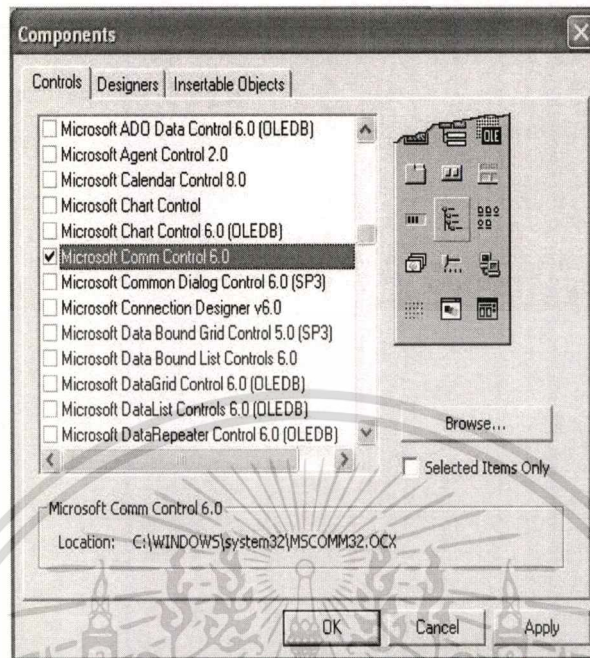 Components
Controls
Designers
Insertable Objects
Microsoft ADO Data Control 6.0 (OLEDB)
Microsoft Agent Control 2.0
Microsoft Calendar Control 8.0
Microsoft Chart Control
Microsoft Chart Control 6.0 (OLEDB)
Microsoft Comm Control 6.0
Microsoft Common Dialog Control 6.0 (SP3)
Microsoft Connection Designer v6.0
Microsoft Data Bound Grid Control 5.0 (SP3)
Microsoft Data Bound List Controls 6.0
Microsoft DataGrid Control 6.0 (OLEDB)
Microsoft DataList Controls 6.0 (OLEDB)
Microsoft DataRepeater Control 6.0 (OLEDB)
OLE
Browse...
Selected Items Only
Microsoft Comm Control 6.0
Location: C:\WINDOWS\system32\MSCOMM32.OCX
OK
Cancel
Apply